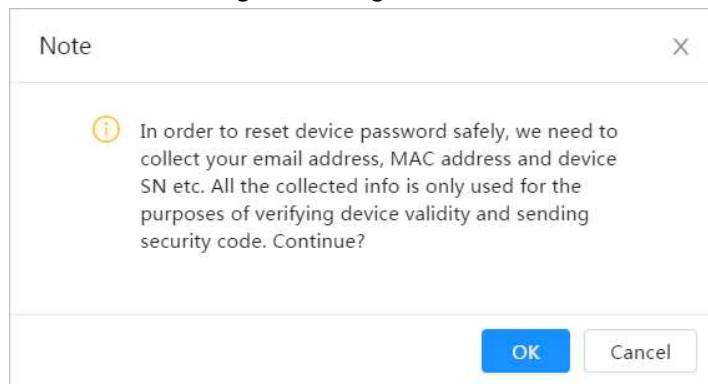 Note
In order to reset device password safely, we need to
collect your email address, MAC address and device
SN etc. All the collected info is only used for the
purposes of verifying device validity and sending
security code. Continue?
OK Cancel